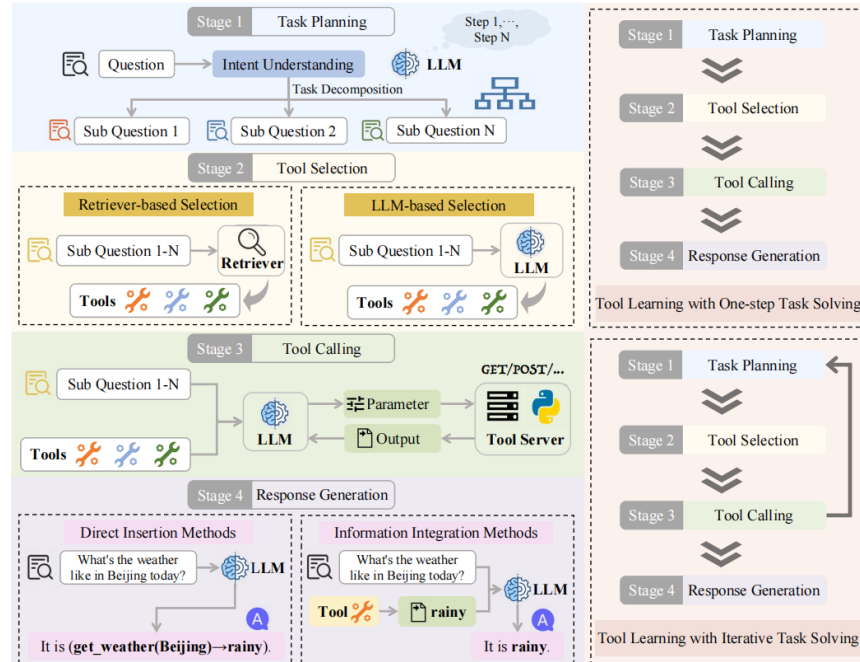 Stage 1 Task Planning
Step 1,···,
Step N
Question
Intent Understanding
LLM
Task Decomposition
Sub Question 1
Sub Question 2
Sub Question N
Stage 2 Tool Selection
Retriever-based Selection
Sub Question 1-N
Retriever
Tools
LLM-based Selection
Sub Question 1-N
LLM
Tools
Stage 3 Tool Calling
Sub Question 1-N
Tools
LLM
Parameter
Output
GET/POST/...
Tool Server
Stage 4 Response Generation
Direct Insertion Methods
What's the weather
like in Beijing today?
LLM
A
It is (get_weather(Beijing)→rainy).
Information Integration Methods
What's the weather
like in Beijing today?
Tool
rainy
LLM
A
It is rainy.
Stage 1 Task Planning
Stage 2 Tool Selection
Stage 3 Tool Calling
Stage 4 Response Generation
Tool Learning with One-step Task Solving
Stage 1 Task Planning
Stage 2 Tool Selection
Stage 3 Tool Calling
Stage 4 Response Generation
Tool Learning with Iterative Task Solving